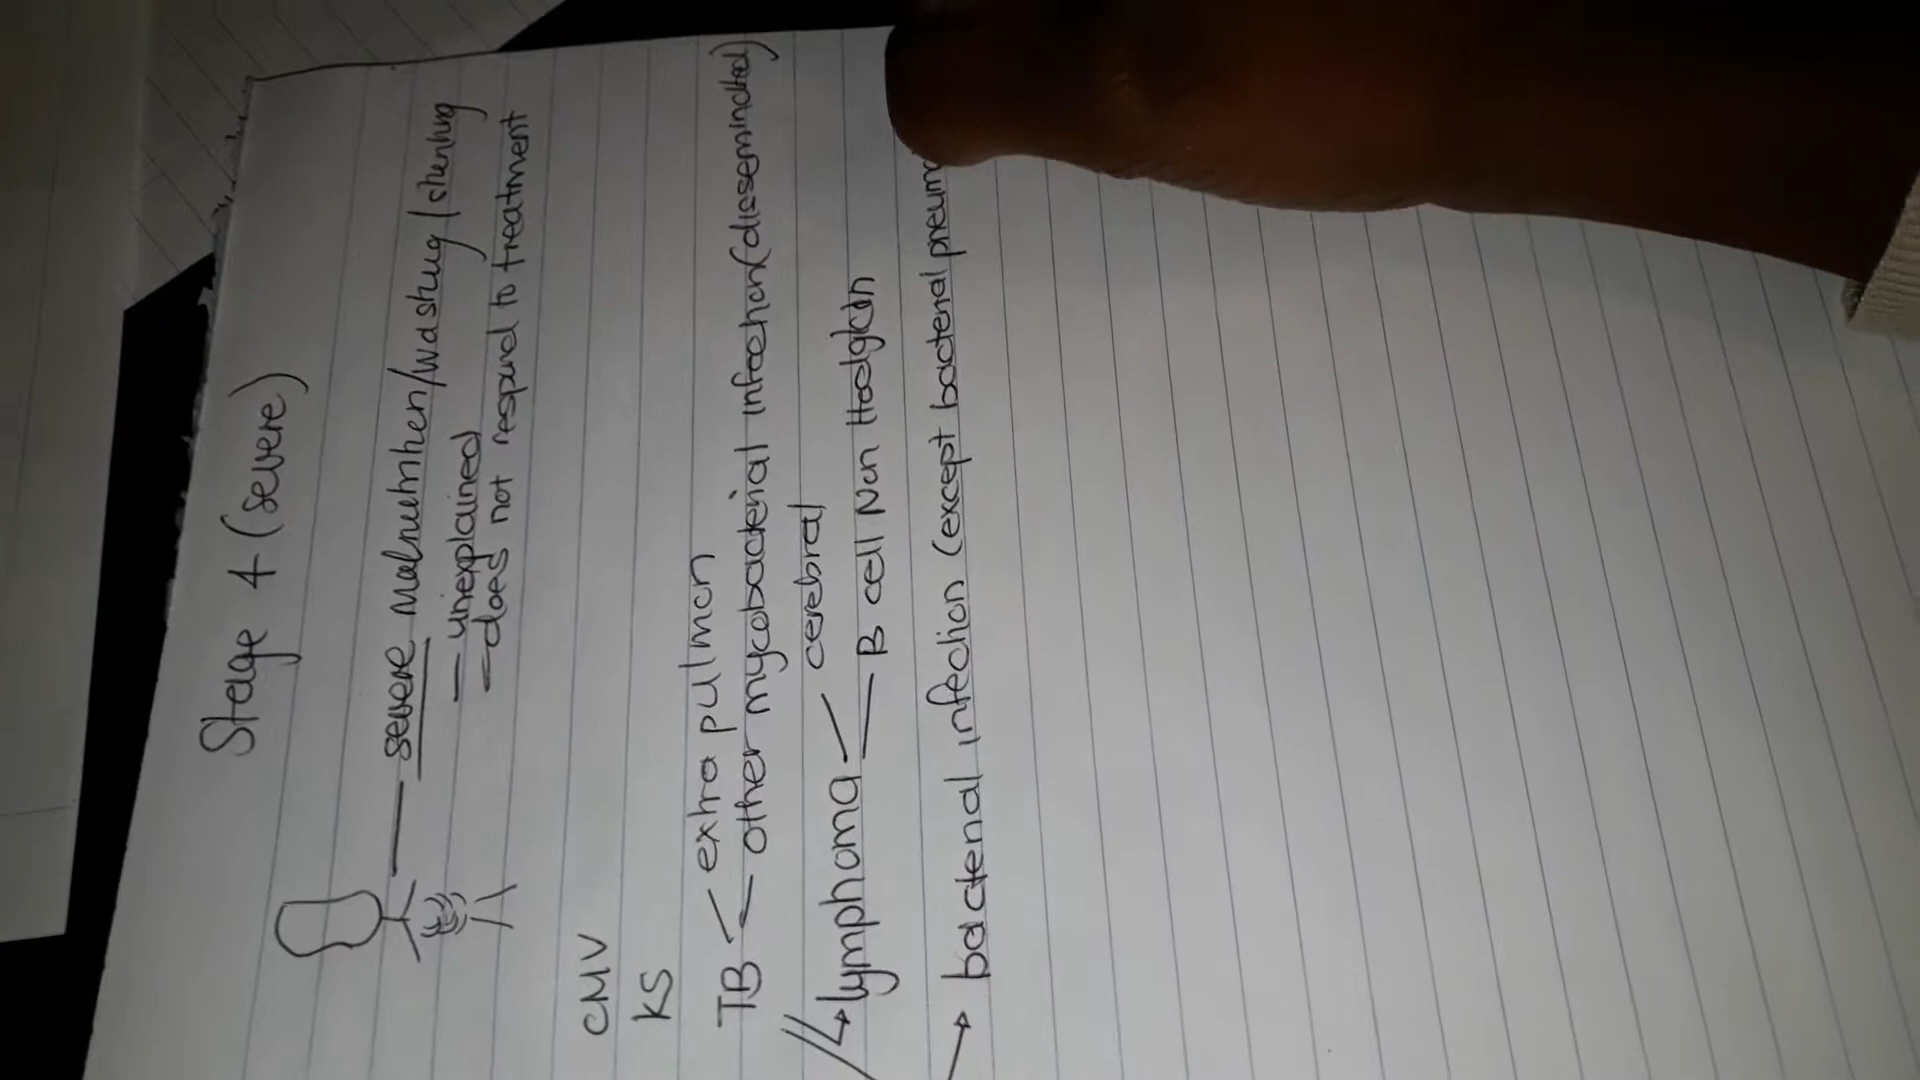 Stage 4 (severe)
— severe malnutrition/wasting/stunting
— unexplained
— does not respond to treatment
CMV
KS
TB extra pulmon
other mycobacterial infection (disseminated)
→ lymphoma cerebral
B cell Non Hodgkin
→ bacterial infection (except bacterial pneum